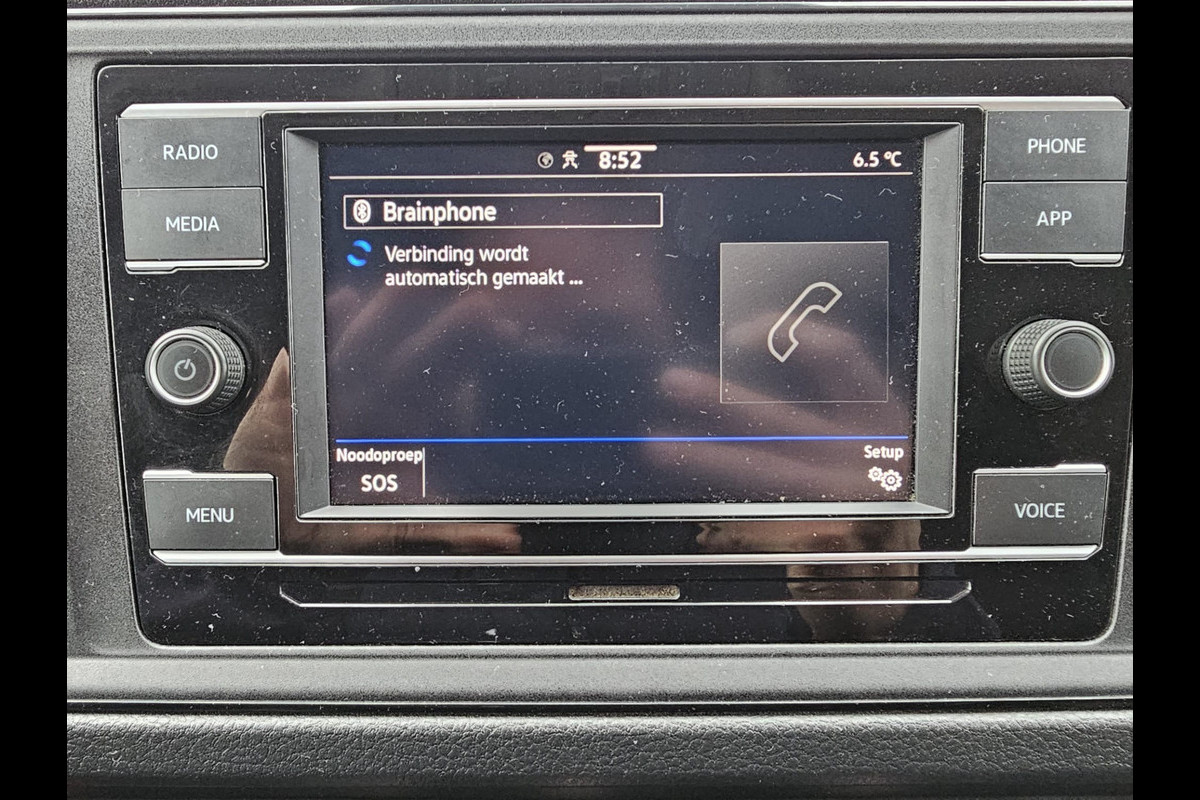 RADIO
MEDIA
MENU
8:52
6.5 °C
Brainphone
Verbinding wordt
automatisch gemaakt ...
Noodoproep
SOS
Setup
PHONE
APP
VOICE